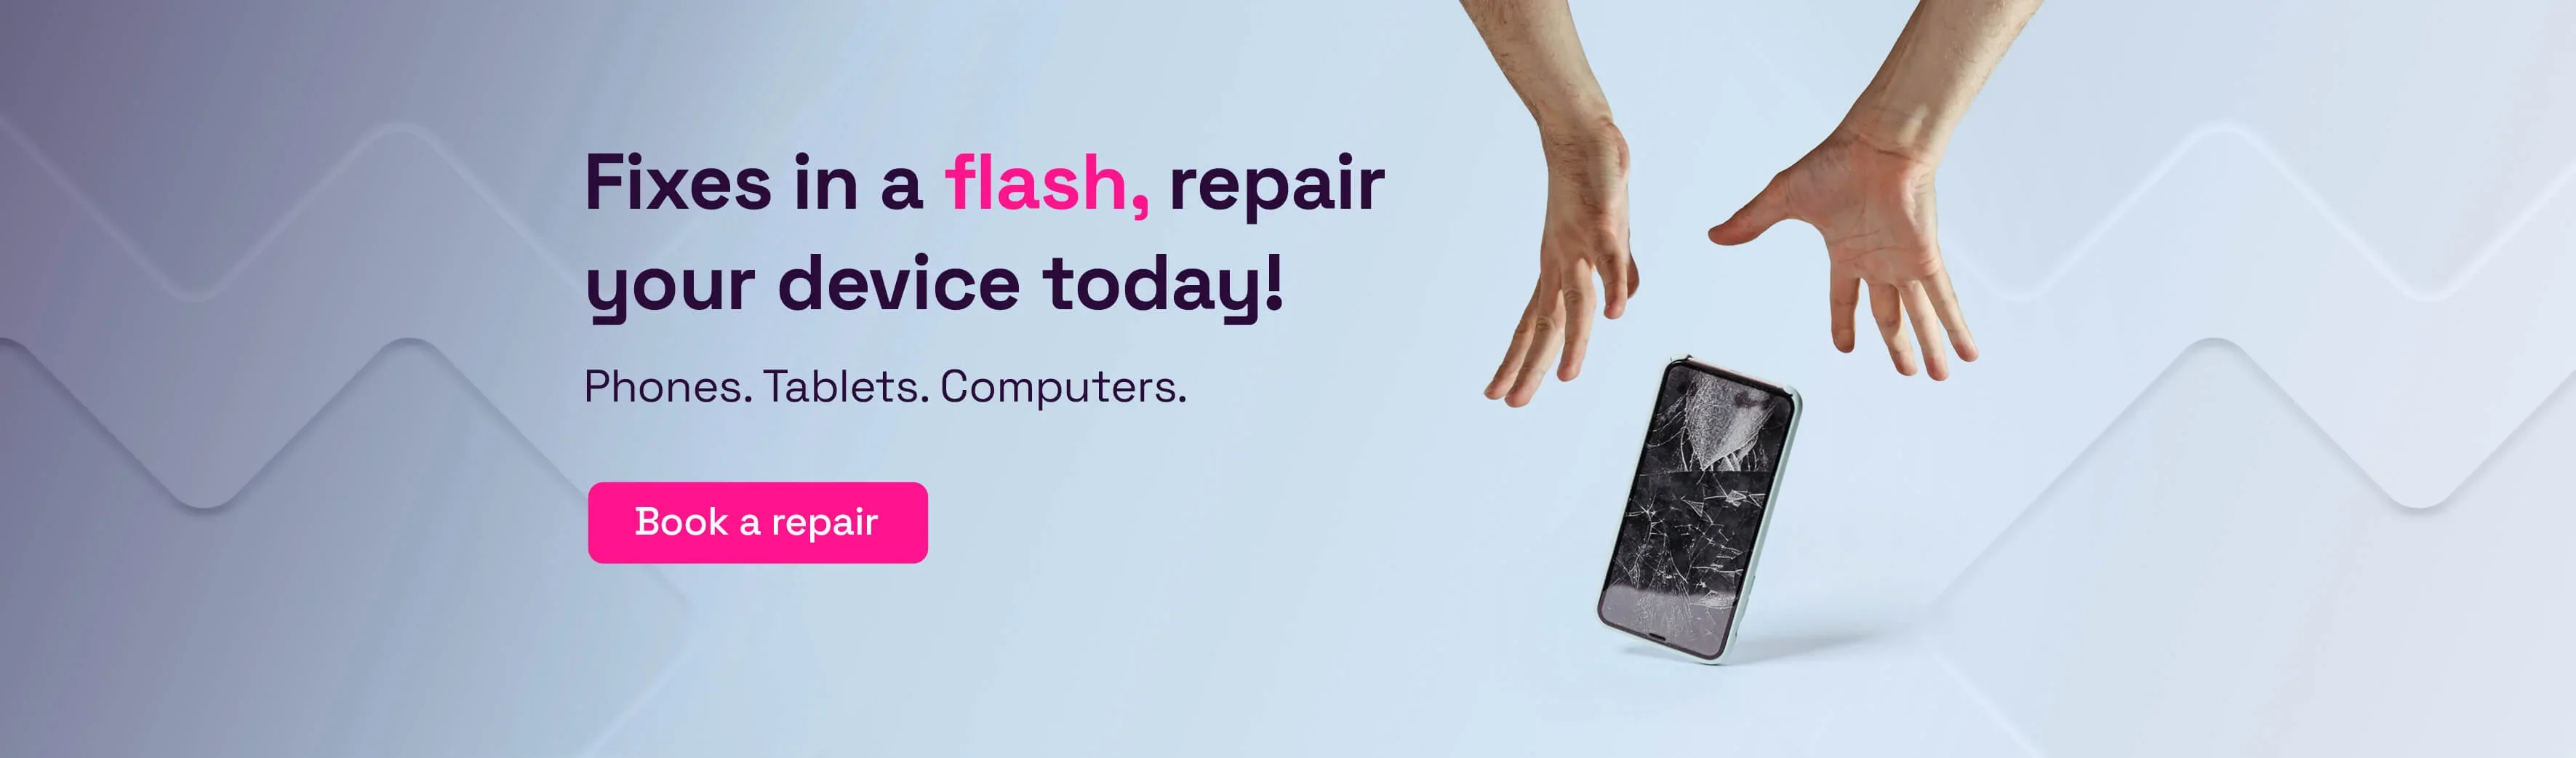 Fixes in a flash, repair
your device today!
Phones. Tablets. Computers.
Book a repair